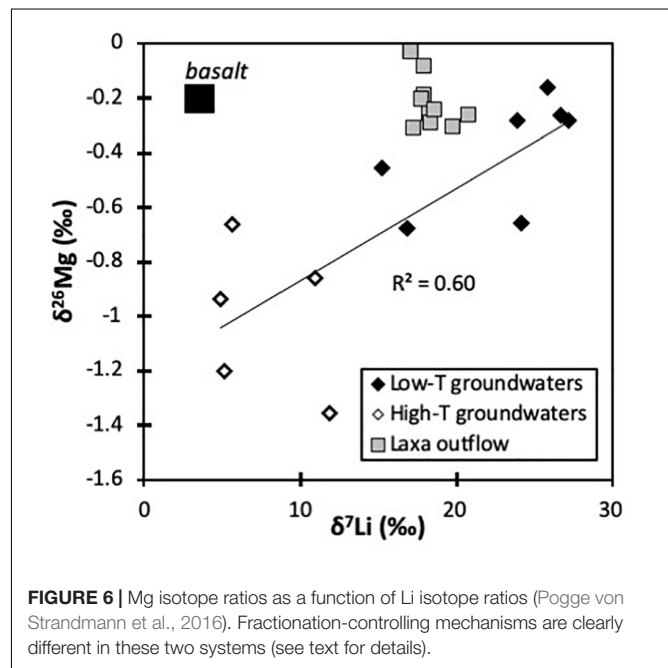 0
-0.2
-0.4
-0.6
-0.8
-1
-1.2
-1.4
-1.6
δ²⁶Mg (‰)
basalt
R² = 0.60
Low-T groundwaters
High-T groundwaters
Laxa outflow
0 10 20 30
δ⁷Li (‰)
FIGURE 6 | Mg isotope ratios as a function of Li isotope ratios (Pogge von
Strandmann et al., 2016). Fractionation-controlling mechanisms are clearly
different in these two systems (see text for details).